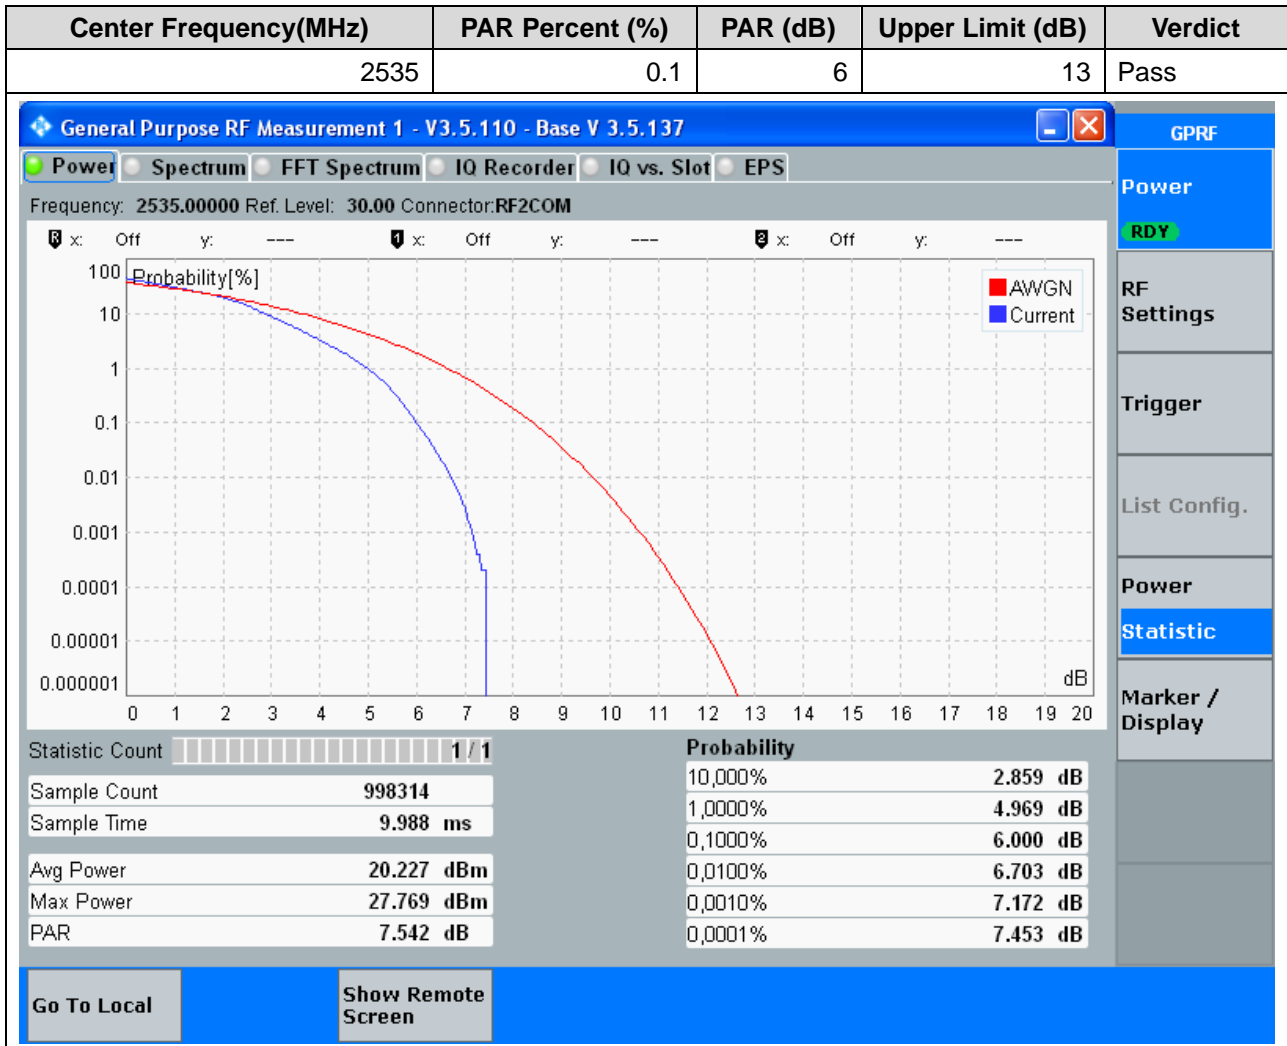 Center Frequency(MHz) PAR Percent (%) PAR (dB) Upper Limit (dB) Verdict
2535 0.1 6 13 Pass
General Purpose RF Measurement 1 - V3.5.110 - Base V 3.5.137
GPRF
Power Spectrum FFT Spectrum IQ Recorder IQ vs. Slot EPS
Frequency: 2535.00000 Ref. Level: 30.00 Connector:RF2COM
R x: Off y: --- 1 x: Off y: --- 2 x: Off y: ---
Probability[%]
AWGN
Current
100
10
1
0.1
0.01
0.001
0.0001
0.00001
0.000001
dB
0 1 2 3 4 5 6 7 8 9 10 11 12 13 14 15 16 17 18 19 20
Statistic Count 1 / 1
Sample Count 998314
Sample Time 9.988 ms
Avg Power 20.227 dBm
Max Power 27.769 dBm
PAR 7.542 dB
Probability
10,000% 2.859 dB
1,0000% 4.969 dB
0,1000% 6.000 dB
0,0100% 6.703 dB
0,0010% 7.172 dB
0,0001% 7.453 dB
Power
RDY
RF
Settings
Trigger
List Config.
Power
Statistic
Marker /
Display
Go To Local
Show Remote
Screen